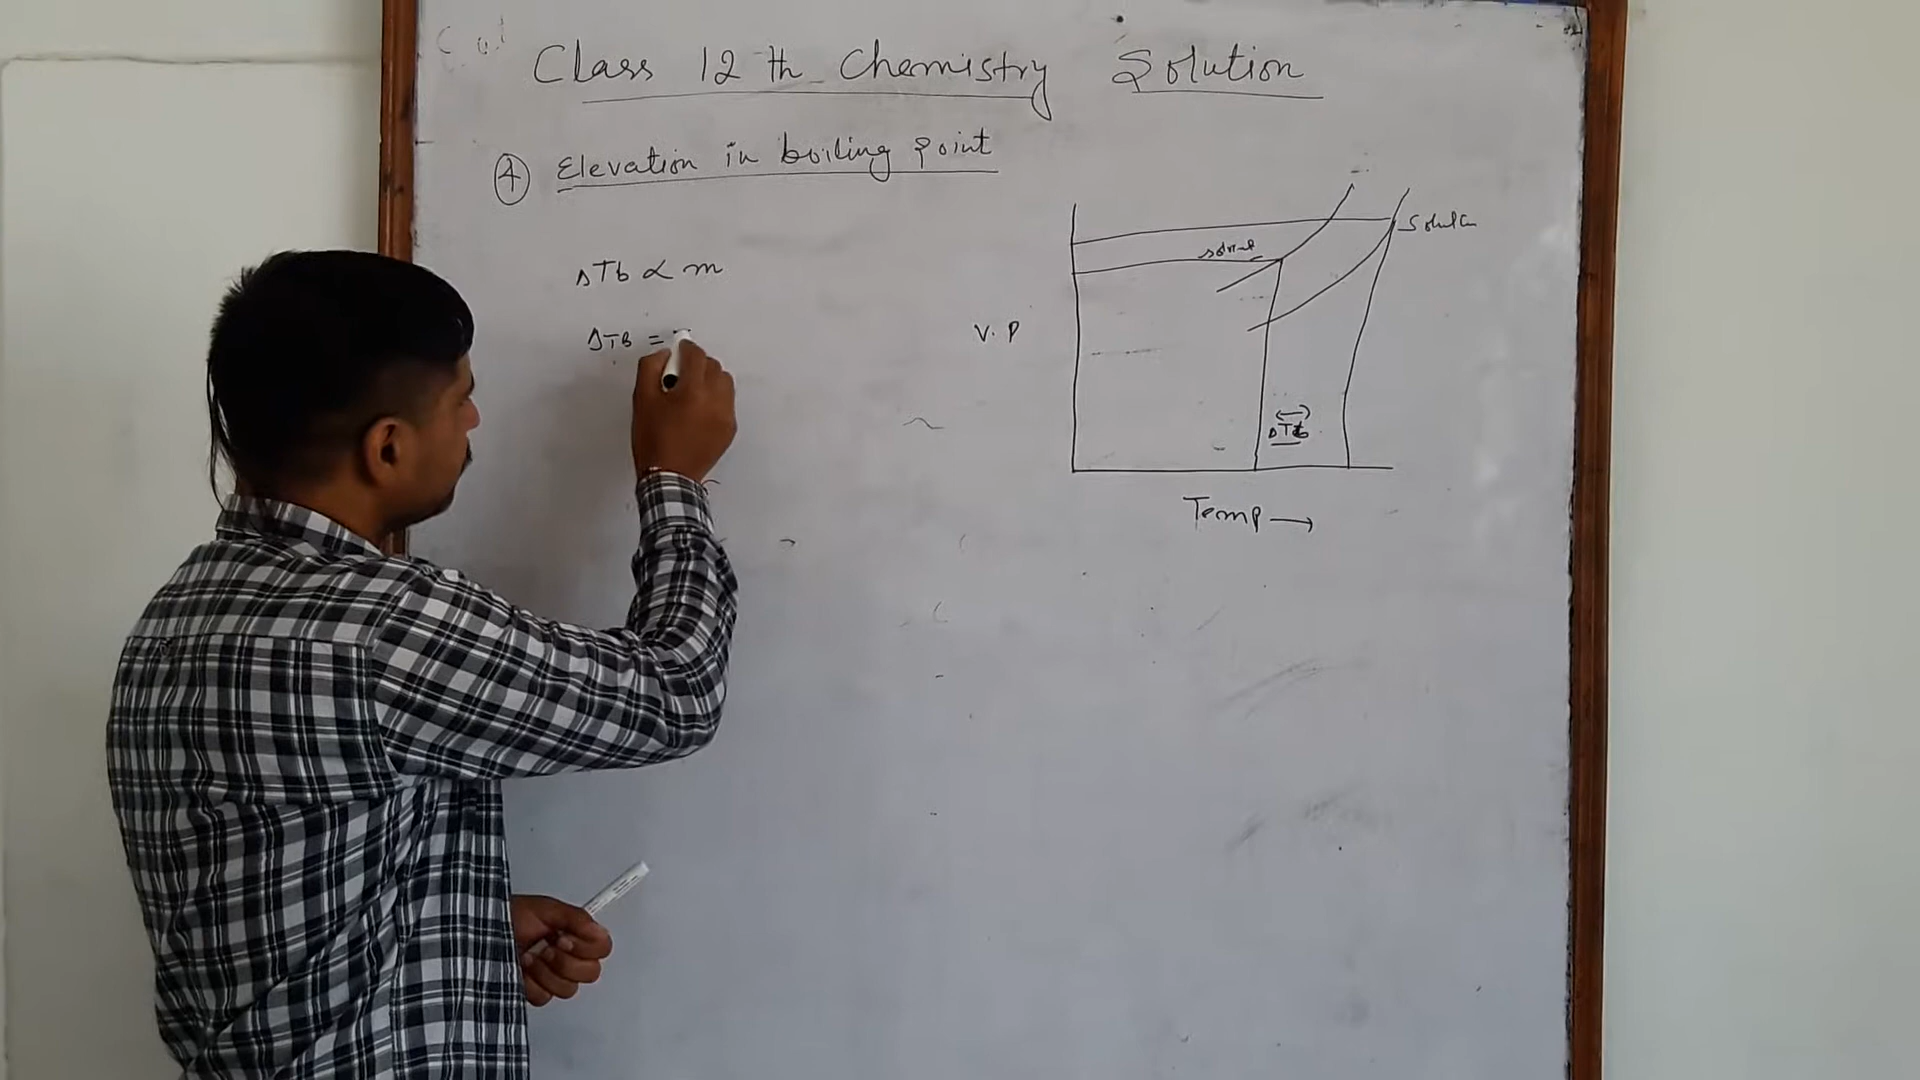 Class 12 th Chemistry Solution
④ Elevation in boiling point
ΔTb ∝ m
ΔTB =
Solution
V. P
ΔTb
Temp →